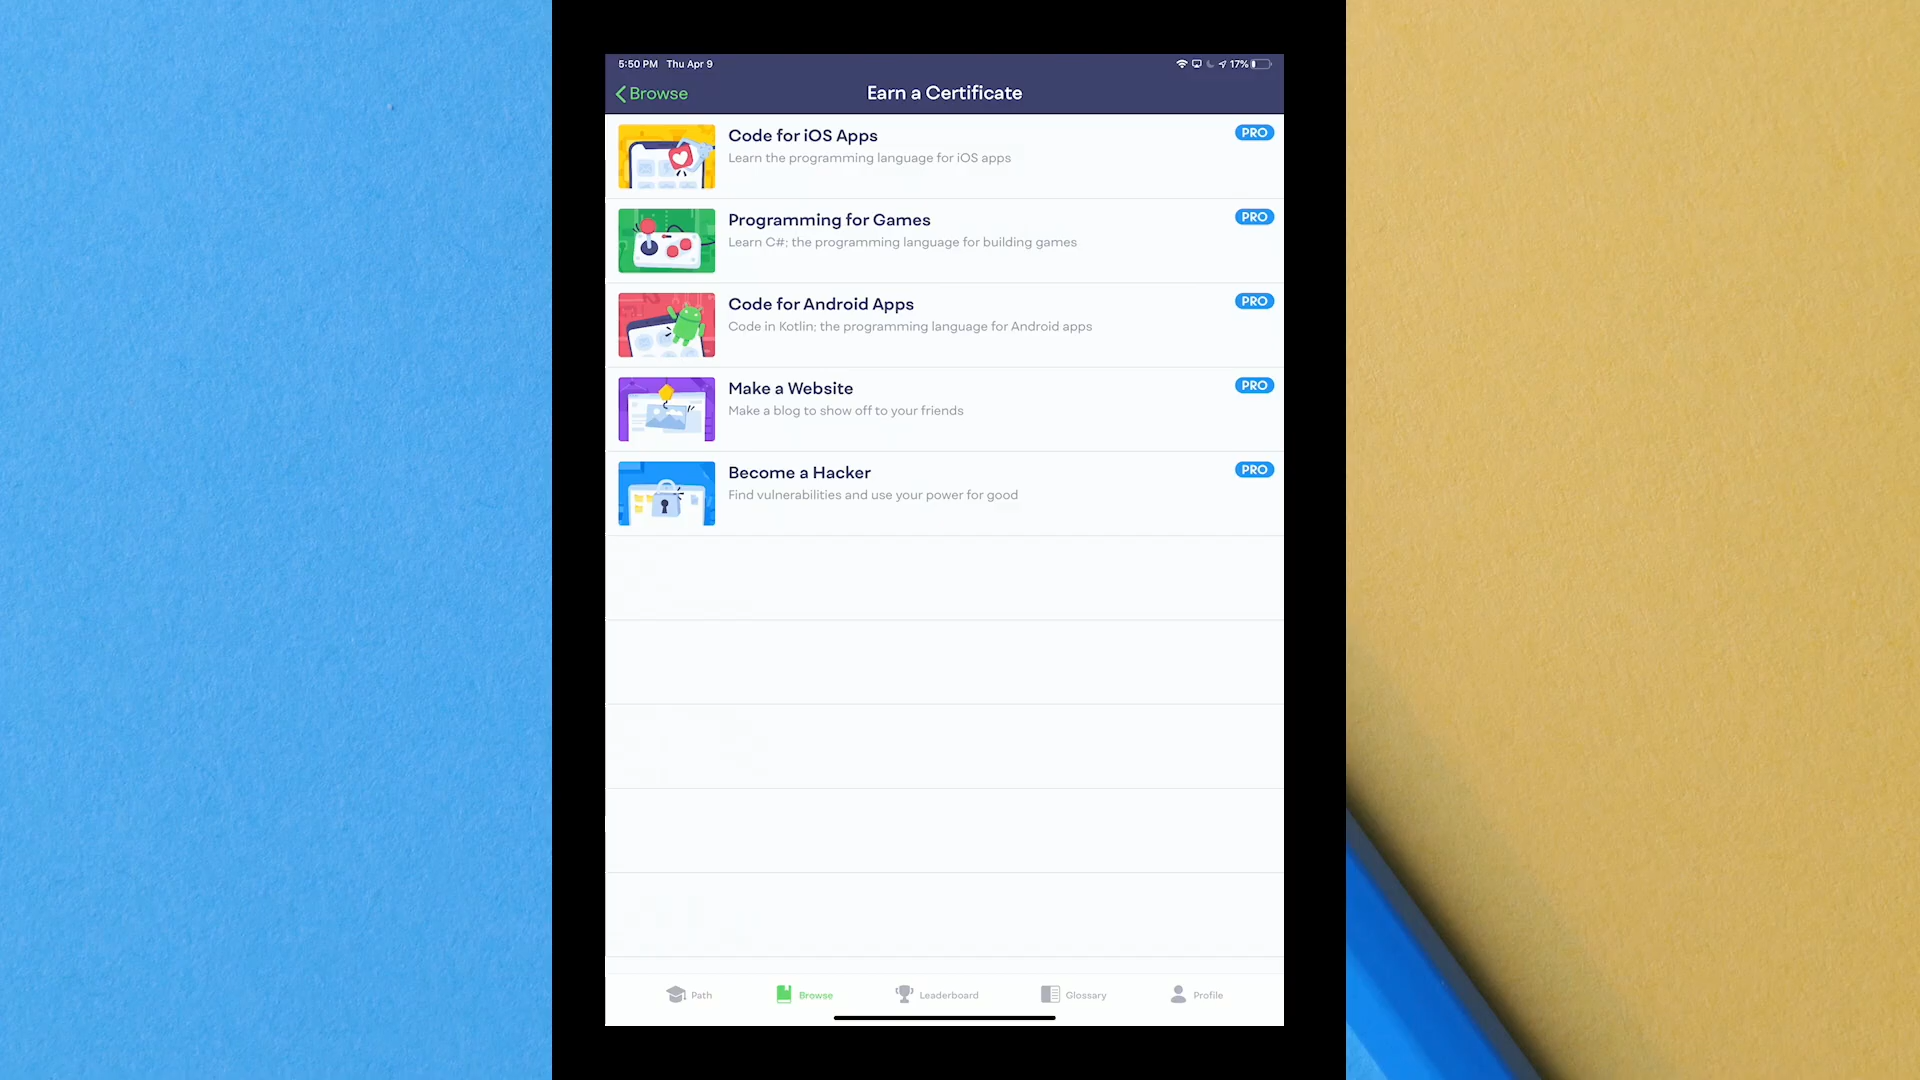 5:50 PM Thu Apr 9 17%
Browse Earn a Certificate
Code for iOS Apps PRO
Learn the programming language for iOS apps
Programming for Games PRO
Learn C#; the programming language for building games
Code for Android Apps PRO
Code in Kotlin; the programming language for Android apps
Make a Website PRO
Make a blog to show off to your friends
Become a Hacker PRO
Find vulnerabilities and use your power for good
Path Browse Leaderboard Glossary Profile